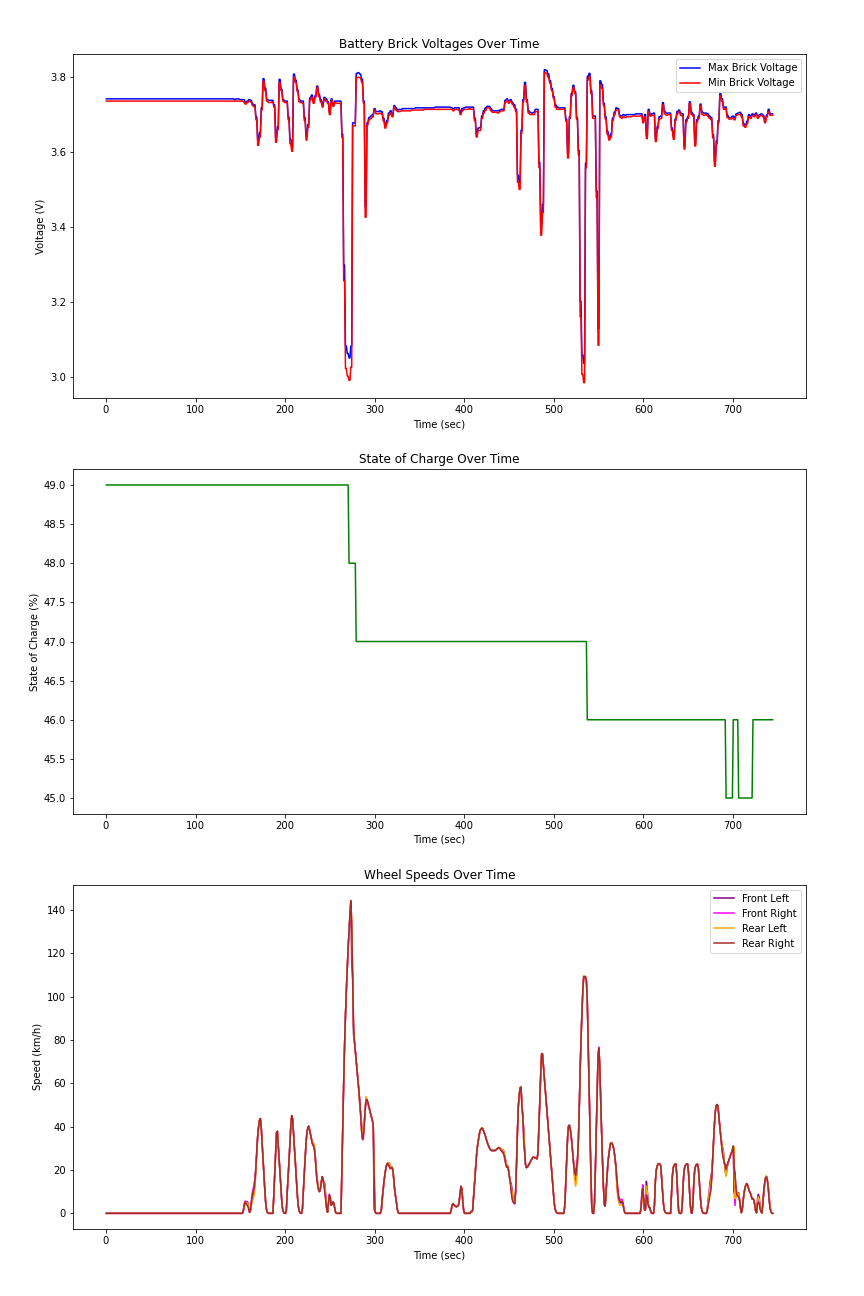 Battery Brick Voltages Over Time
Max Brick Voltage
Min Brick Voltage
Voltage (V)
3.8
3.6
3.4
3.2
3.0
0 100 200 300 400 500 600 700
Time (sec)
State of Charge Over Time
State of Charge (%)
49.0
48.5
48.0
47.5
47.0
46.5
46.0
45.5
45.0
0 100 200 300 400 500 600 700
Time (sec)
Wheel Speeds Over Time
Front Left
Front Right
Rear Left
Rear Right
Speed (km/h)
140
120
100
80
60
40
20
0
0 100 200 300 400 500 600 700
Time (sec)